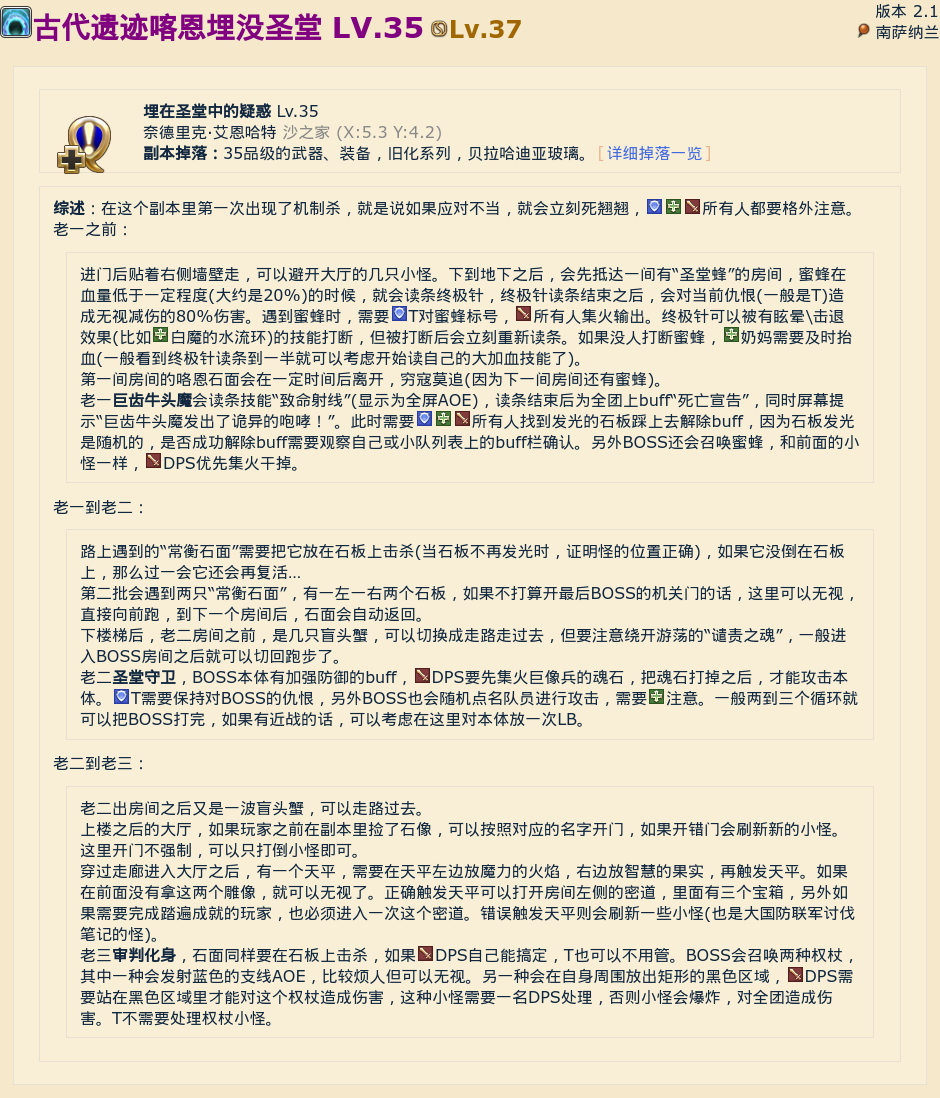 古代遗迹喀恩埋没圣堂 LV.35 Lv.37
版本 2.1
南萨纳兰
埋在圣堂中的疑惑 Lv.35
奈德里克·艾恩哈特 沙之家 (X:5.3 Y:4.2)
副本掉落：35品级的武器、装备，旧化系列，贝拉哈迪亚玻璃。[详细掉落一览]
综述：在这个副本里第一次出现了机制杀，就是说如果应对不当，就会立刻死翘翘，所有人都要格外注意。
老一之前：
进门后贴着右侧墙壁走，可以避开大厅的几只小怪。下到地下之后，会先抵达一间有“圣堂蜂”的房间，蜜蜂在
血量低于一定程度(大约是20%)的时候，就会读条终极针，终极针读条结束之后，会对当前仇恨(一般是T)造
成无视减伤的80%伤害。遇到蜜蜂时，需要T对蜜蜂标号，所有人集火输出。终极针可以被有眩晕\击退
效果(比如白魔的水流环)的技能打断，但被打断后会立刻重新读条。如果没人打断蜜蜂，奶妈需要及时抬
血(一般看到终极针读条到一半就可以考虑开始读自己的大加血技能了)。
第一间房间的咯恩石面会在一定时间后离开，穷寇莫追(因为下一间房间还有蜜蜂)。
老一巨齿牛头魔会读条技能“致命射线”(显示为全屏AOE)，读条结束后为全团上buff“死亡宣告”，同时屏幕提
示“巨齿牛头魔发出了诡异的咆哮！”。此时需要所有人找到发光的石板踩上去解除buff，因为石板发光
是随机的，是否成功解除buff需要观察自己或小队列表上的buff栏确认。另外BOSS还会召唤蜜蜂，和前面的小
怪一样，DPS优先集火干掉。
老一到老二：
路上遇到的“常衡石面”需要把它放在石板上击杀(当石板不再发光时，证明怪的位置正确)，如果它没倒在石板
上，那么过一会它还会再复活...
第二批会遇到两只“常衡石面”，有一左一右两个石板，如果不打算开最后BOSS的机关门的话，这里可以无视，
直接向前跑，到下一个房间后，石面会自动返回。
下楼梯后，老二房间之前，是几只盲头蟹，可以切换成走路走过去，但要注意绕开游荡的“谴责之魂”，一般进
入BOSS房间之后就可以切回跑步了。
老二圣堂守卫，BOSS本体有加强防御的buff，DPS要先集火巨像兵的魂石，把魂石打掉之后，才能攻击本
体。T需要保持对BOSS的仇恨，另外BOSS也会随机点名队员进行攻击，需要注意。一般两到三个循环就
可以把BOSS打完，如果有近战的话，可以考虑在这里对本体放一次LB。
老二到老三：
老二出房间之后又是一波盲头蟹，可以走路过去。
上楼之后的大厅，如果玩家之前在副本里捡了石像，可以按照对应的名字开门，如果开错门会刷新新的小怪。
这里开门不强制，可以只打倒小怪即可。
穿过走廊进入大厅之后，有一个天平，需要在天平左边放魔力的火焰，右边放智慧的果实，再触发天平。如果
在前面没有拿这两个雕像，就可以无视了。正确触发天平可以打开房间左侧的密道，里面有三个宝箱，另外如
果需要完成踏遍成就的玩家，也必须进入一次这个密道。错误触发天平则会刷新一些小怪(也是大国防联军讨伐
笔记的怪)。
老三审判化身，石面同样要在石板上击杀，如果DPS自己能搞定，T也可以不用管。BOSS会召唤两种权杖，
其中一种会发射蓝色的支线AOE，比较烦人但可以无视。另一种会在自身周围放出矩形的黑色区域，DPS需
要站在黑色区域里才能对这个权杖造成伤害，这种小怪需要一名DPS处理，否则小怪会爆炸，对全团造成伤
害。T不需要处理权杖小怪。